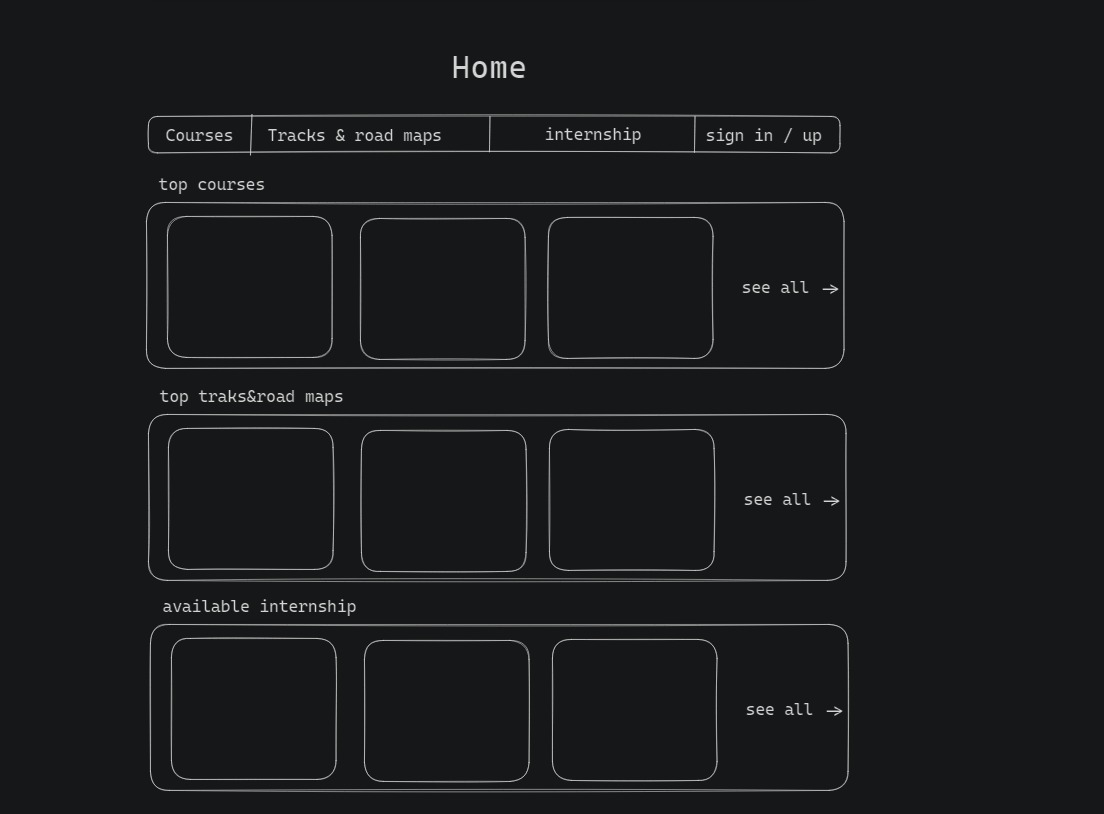 Home
Courses Tracks & road maps internship sign in / up
top courses
see all →
top traks&road maps
see all →
available internship
see all →